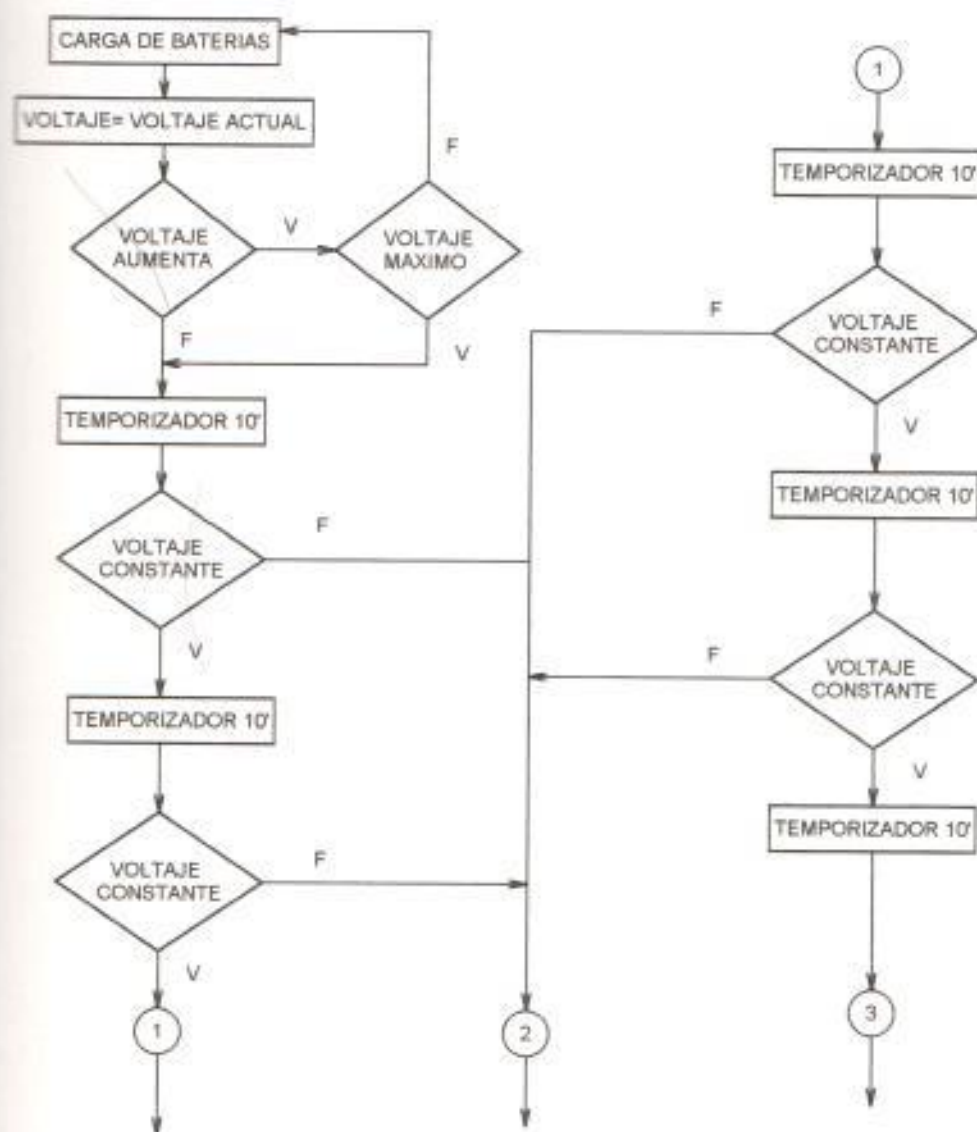 CARGA DE BATERIAS
VOLTAJE= VOLTAJE ACTUAL
VOLTAJE
AUMENTA
V
VOLTAJE
MAXIMO
F
F
V
TEMPORIZADOR 10'
VOLTAJE
CONSTANTE
F
V
TEMPORIZADOR 10'
VOLTAJE
CONSTANTE
F
V
1
2
1
TEMPORIZADOR 10'
VOLTAJE
CONSTANTE
F
V
TEMPORIZADOR 10'
VOLTAJE
CONSTANTE
F
V
TEMPORIZADOR 10'
3